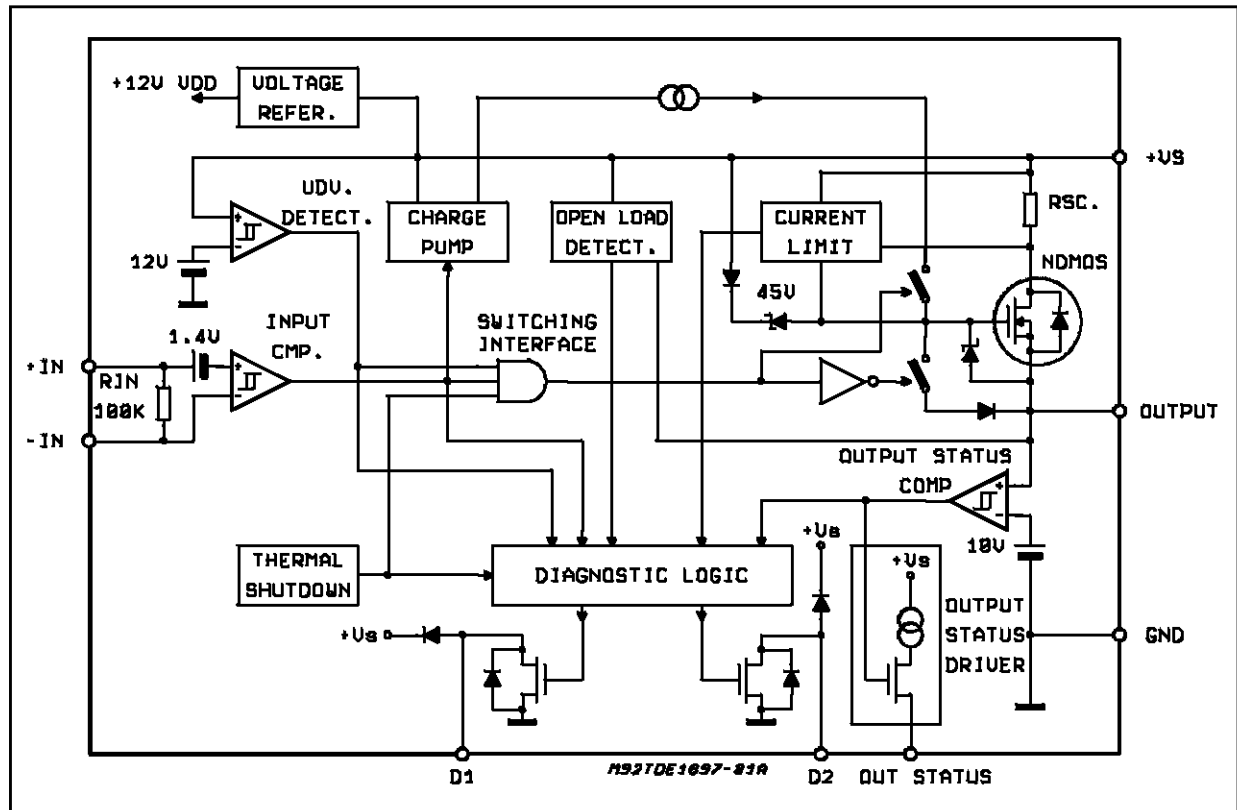 +12V VDD
VOLTAGE
REFER.
+VS
UDV.
DETECT.
CHARGE
PUMP
OPEN LOAD
DETECT.
CURRENT
LIMIT
RSC.
+
-
12V
NDMOS
45V
INPUT
CMP.
SWITCHING
INTERFACE
1.4V
+IN
+
-
RIN
100K
-IN
OUTPUT
OUTPUT STATUS
COMP
+
-
10V
+Vs
THERMAL
SHUTDOWN
DIAGNOSTIC LOGIC
+Vs
OUTPUT
STATUS
DRIVER
+Vs
GND
D1
M92TDE1897-01A
D2
OUT STATUS